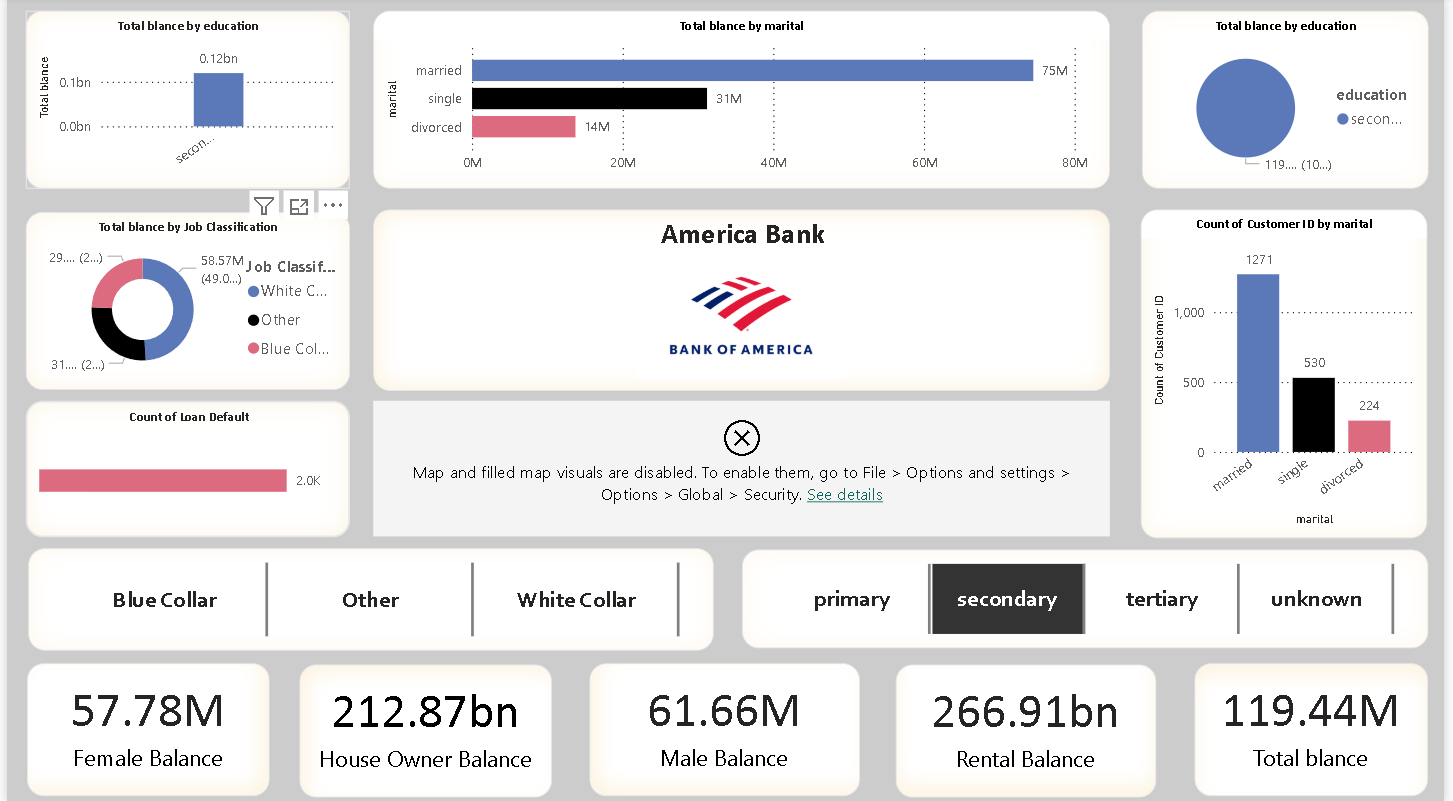 Total blance by education
Total blance
0.1bn
0.0bn
0.12bn
secon...
Total blance by marital
marital
married
single
divorced
75M
31M
14M
0M
20M
40M
60M
80M
Total blance by education
education
secon...
119.... (10...)
Total blance by Job Classification
29.... (2...)
58.57M
(49.0...)
31.... (2...)
Job Classif...
White C...
Other
Blue Col...
America Bank
BANK OF AMERICA
Count of Customer ID by marital
Count of Customer ID
1,000
500
0
1271
530
224
married
single
divorced
marital
Count of Loan Default
2.0K
Map and filled map visuals are disabled. To enable them, go to File > Options and settings >
Options > Global > Security. See details
Blue Collar
Other
White Collar
primary
secondary
tertiary
unknown
57.78M
Female Balance
212.87bn
House Owner Balance
61.66M
Male Balance
266.91bn
Rental Balance
119.44M
Total blance